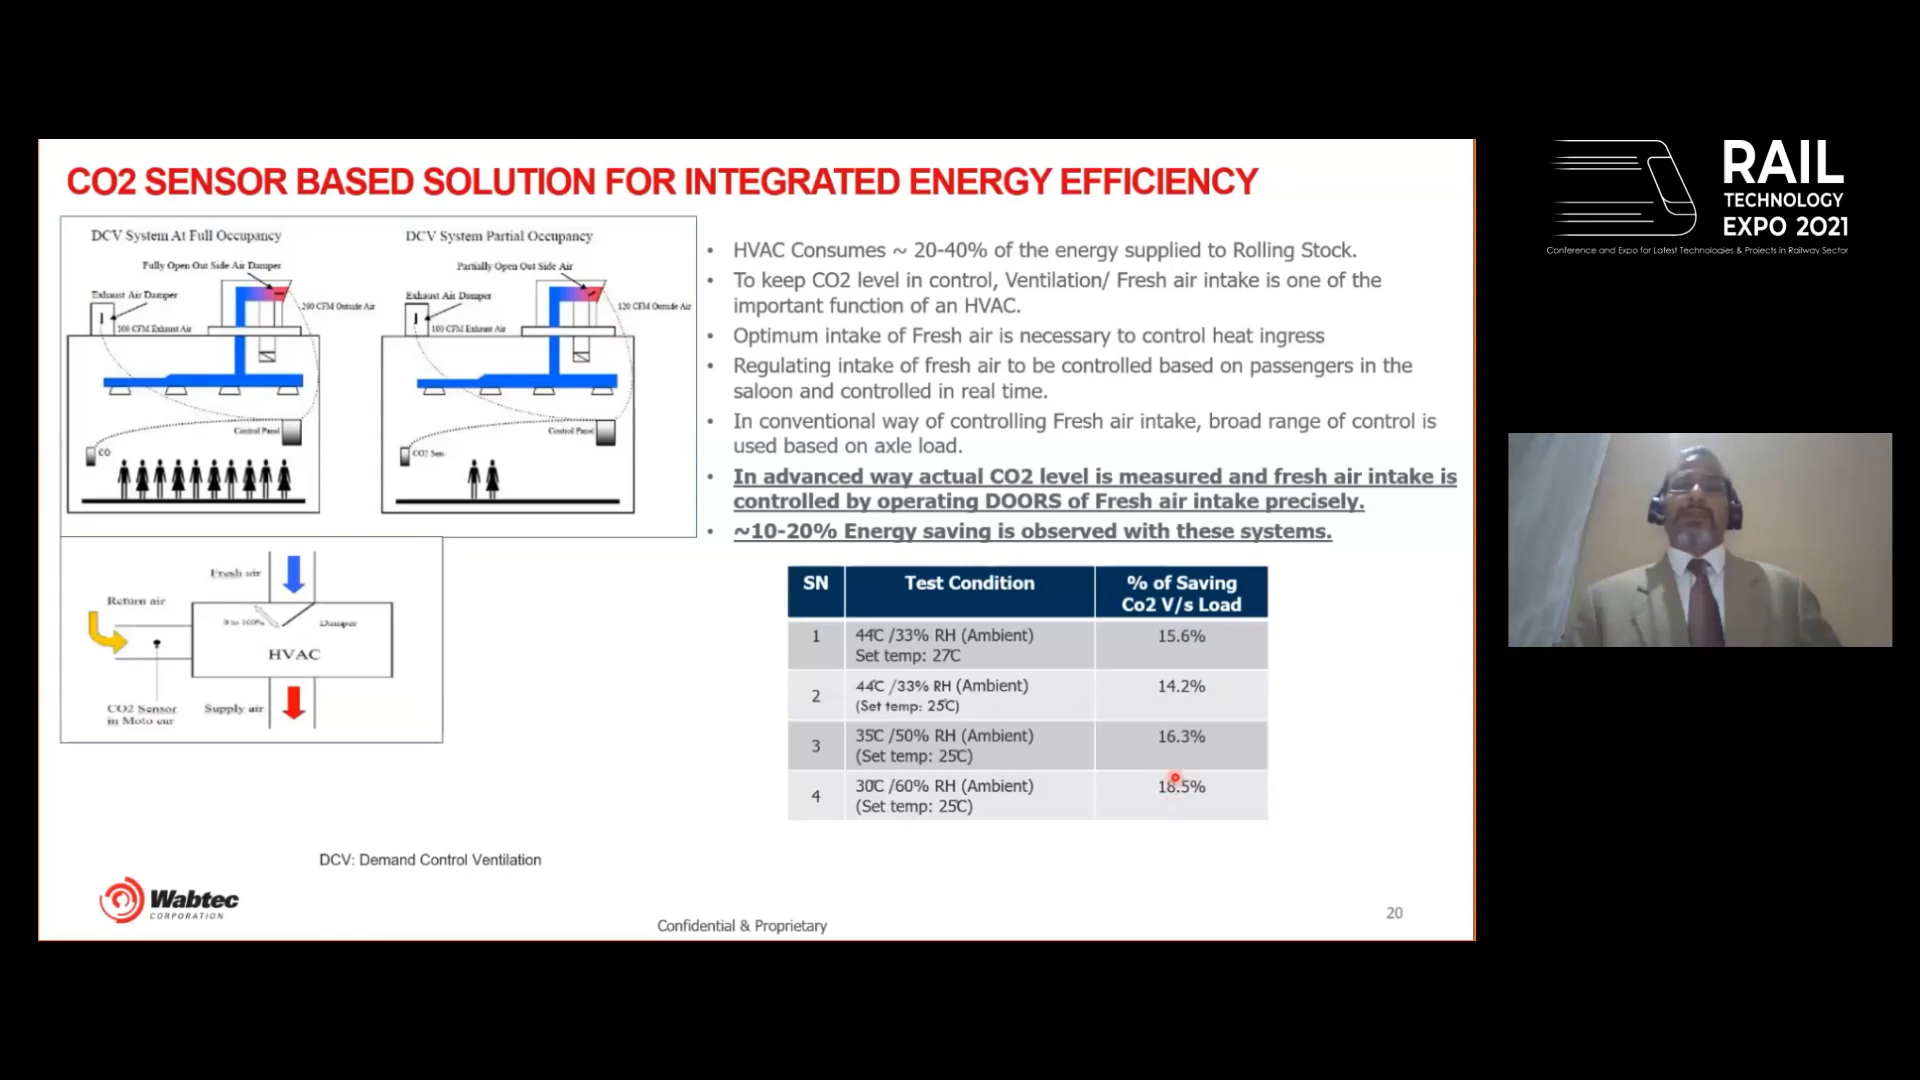 CO2 SENSOR BASED SOLUTION FOR INTEGRATED ENERGY EFFICIENCY
DCV System At Full Occupancy
Fully Open Out Side Air Damper
Exhaust Air Damper
200 CFM Outside Air
100 CFM Exhaust Air
Control Panel
CO
DCV System Partial Occupancy
Partially Open Out Side Air
Exhaust Air Damper
120 CFM Outside Air
100 CFM Exhaust Air
Control Panel
CO2 Sen
Fresh air
Return air
0 to 100%
Damper
HVAC
CO2 Sensor
in Moto car
Supply air
• HVAC Consumes ~ 20-40% of the energy supplied to Rolling Stock.
• To keep CO2 level in control, Ventilation/ Fresh air intake is one of the
important function of an HVAC.
• Optimum intake of Fresh air is necessary to control heat ingress
• Regulating intake of fresh air to be controlled based on passengers in the
saloon and controlled in real time.
• In conventional way of controlling Fresh air intake, broad range of control is
used based on axle load.
• In advanced way actual CO2 level is measured and fresh air intake is
controlled by operating DOORS of Fresh air intake precisely.
• ~10-20% Energy saving is observed with these systems.
SN Test Condition % of Saving
Co2 V/s Load
1 44℃ /33% RH (Ambient) 15.6%
Set temp: 27℃
2 44℃ /33% RH (Ambient) 14.2%
(Set temp: 25℃)
3 35℃ /50% RH (Ambient) 16.3%
(Set temp: 25℃)
4 30℃ /60% RH (Ambient) 18.5%
(Set temp: 25℃)
DCV: Demand Control Ventilation
Wabtec
CORPORATION
Confidential & Proprietary
20
RAIL
TECHNOLOGY
EXPO 2021
Conference and Expo for Latest Technologies & Projects in Railway Sector